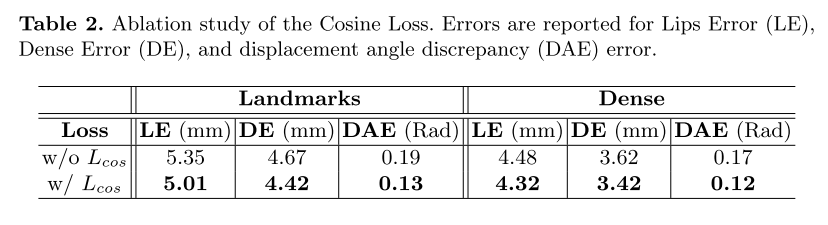 Table 2. Ablation study of the Cosine Loss. Errors are reported for Lips Error (LE),
Dense Error (DE), and displacement angle discrepancy (DAE) error.
Landmarks Dense
Loss LE (mm) DE (mm) DAE (Rad) LE (mm) DE (mm) DAE (Rad)
w/o Lcos 5.35 4.67 0.19 4.48 3.62 0.17
w/ Lcos 5.01 4.42 0.13 4.32 3.42 0.12